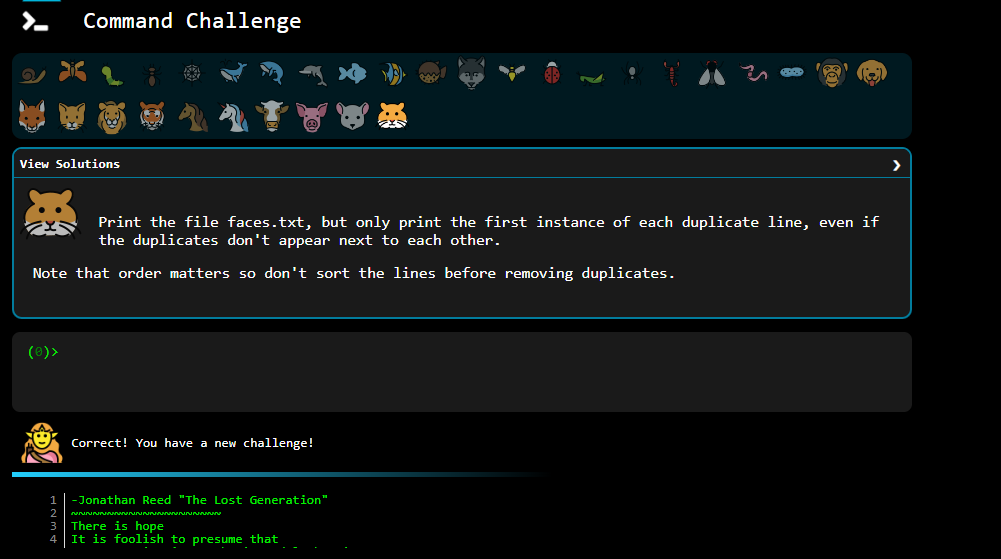 Command Challenge
View Solutions
Print the file faces.txt, but only print the first instance of each duplicate line, even if
the duplicates don't appear next to each other.
Note that order matters so don't sort the lines before removing duplicates.
(0)>
Correct! You have a new challenge!
1 -Jonathan Reed "The Lost Generation"
2 ~~~~~~~~~~~~~~~~~~~~~
3 There is hope
4 It is foolish to presume that